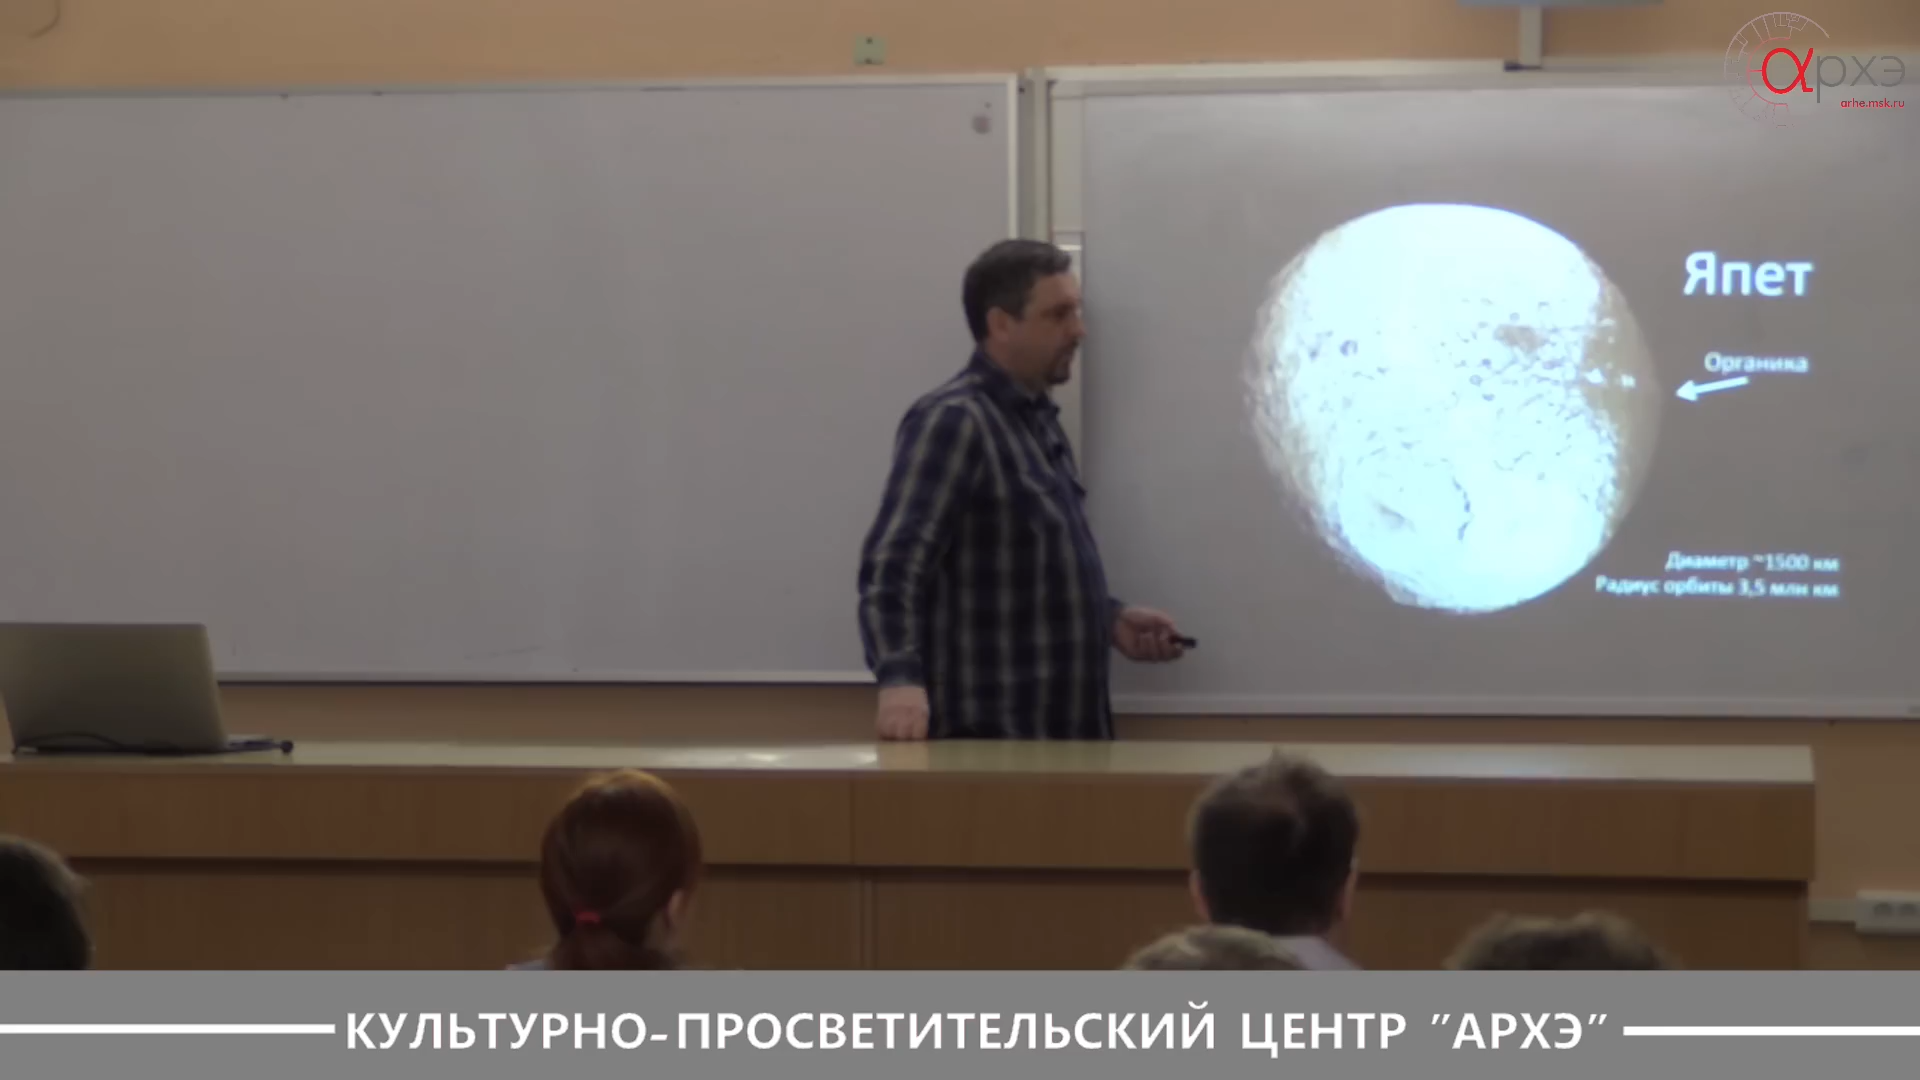 αрхэ
arhe.msk.ru
Япет
Органика
Диаметр ~1500 км
Радиус орбиты 3,5 млн км
КУЛЬТУРНО-ПРОСВЕТИТЕЛЬСКИЙ ЦЕНТР "АРХЭ"